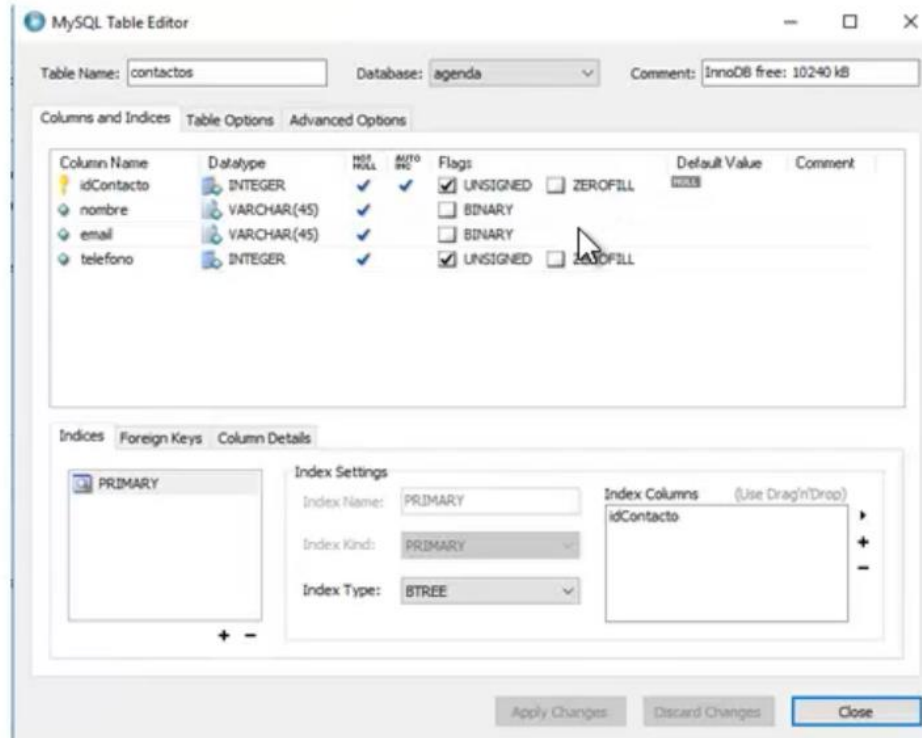 MySQL Table Editor
Table Name: contactos Database: agenda Comment: InnoDB free: 10240 kB
Columns and Indices Table Options Advanced Options
Column Name Datatype NOT NULL AUTO INC Flags Default Value Comment
idContacto INTEGER UNSIGNED ZEROFILL NULL
nombre VARCHAR(45) BINARY
email VARCHAR(45) BINARY
telefono INTEGER UNSIGNED ZEROFILL
Indices Foreign Keys Column Details
PRIMARY
Index Settings
Index Name: PRIMARY
Index Kind: PRIMARY
Index Type: BTREE
Index Columns (Use Drag'n'Drop)
idContacto
Apply Changes Discard Changes Close